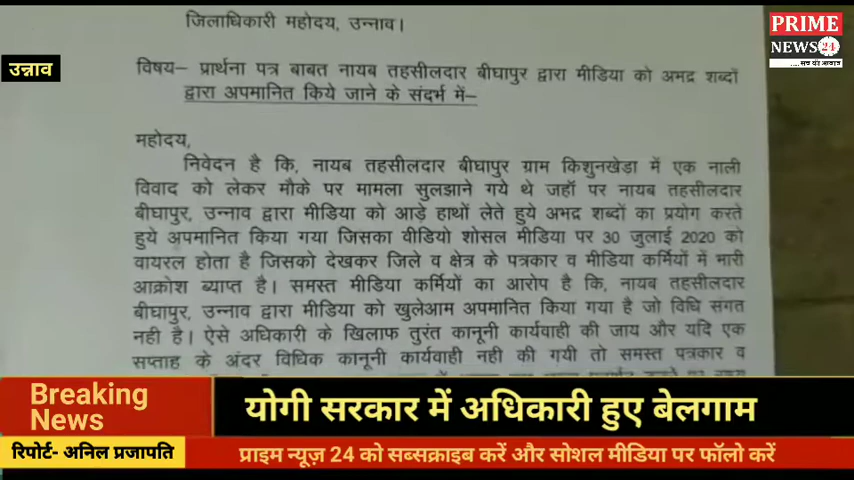 जिलाधिकारी महोदय, उन्नाव।
PRIME
NEWS 24
....सच की आवाज
उन्नाव
विषय– प्रार्थना पत्र बाबत नायब तहसीलदार बीघापुर द्वारा मीडिया को अभद्र शब्दों
द्वारा अपमानित किये जाने के संदर्भ में–
महोदय,
निवेदन है कि, नायब तहसीलदार बीघापुर ग्राम किशुनखेड़ा में एक नाली
विवाद को लेकर मौके पर मामला सुलझाने गये थे जहॉ पर नायब तहसीलदार
बीघापुर, उन्नाव द्वारा मीडिया को आड़े हाथों लेते हुये अभद्र शब्दों का प्रयोग करते
हुये अपमानित किया गया जिसका वीडियो शोसल मीडिया पर 30 जुलाई 2020 को
वायरल होता है जिसको देखकर जिले व क्षेत्र के पत्रकार व मीडिया कर्मियों में भारी
आक्रोश ब्याप्त है। समस्त मीडिया कर्मियों का आरोप है कि, नायब तहसीलदार
बीघापुर, उन्नाव द्वारा मीडिया को खुलेआम अपमानित किया गया है जो विधि संगत
नही है। ऐसे अधिकारी के खिलाफ तुरंत कानूनी कार्यवाही की जाय और यदि एक
सप्ताह के अंदर विधिक कानूनी कार्यवाही नही की गयी तो समस्त पत्रकार व
Breaking
News
योगी सरकार में अधिकारी हुए बेलगाम
रिपोर्ट- अनिल प्रजापति
प्राइम न्यूज़ 24 को सब्सक्राइब करें और सोशल मीडिया पर फॉलो करें